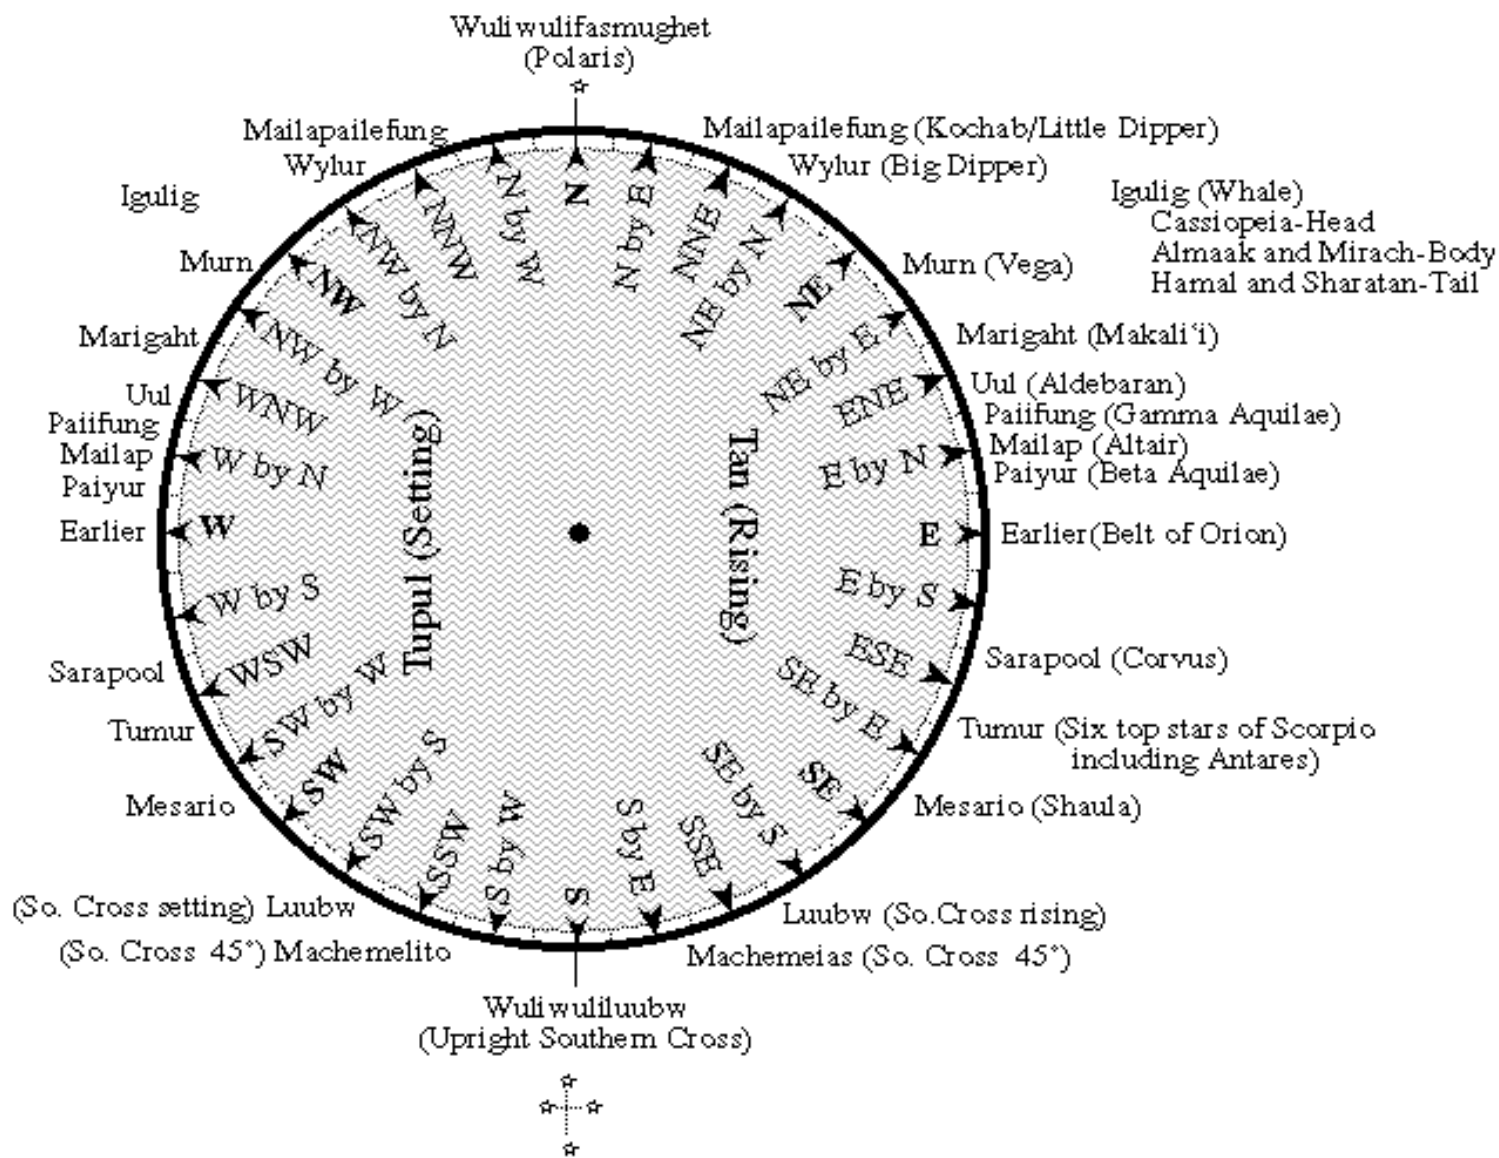 Wuliwulifasmughet
(Polaris)
Mailapailefung
Mailapailefung (Kochab/Little Dipper)
Wylur
Wylur (Big Dipper)
Igulig
Igulig (Whale)
Cassiopeia-Head
Almaak and Mirach-Body
Hamal and Sharatan-Tail
Murn
Murn (Vega)
Marigaht
Marigaht (Makali‘i)
Uul
Uul (Aldebaran)
Paiifung
Paiifung (Gamma Aquilae)
Mailap
Mailap (Altair)
Paiyur
Paiyur (Beta Aquilae)
Earlier
Earlier(Belt of Orion)
Sarapool
Sarapool (Corvus)
Tumur
Tumur (Six top stars of Scorpio
including Antares)
Mesario
Mesario (Shaula)
(So. Cross setting) Luubw
Luubw (So.Cross rising)
(So. Cross 45°) Machemelito
Machemeias (So. Cross 45°)
Wuliwuliluubw
(Upright Southern Cross)
N
N by E
NNE
NE by N
NE
NE by E
ENE
E by N
E
E by S
ESE
SE by E
SE
SE by S
SSE
S by E
S
S by W
SSW
SW by S
SW
SW by W
WSW
W by S
W
W by N
WNW
NW by W
NW
NW by N
NNW
N by W
Tupul (Setting)
Tan (Rising)